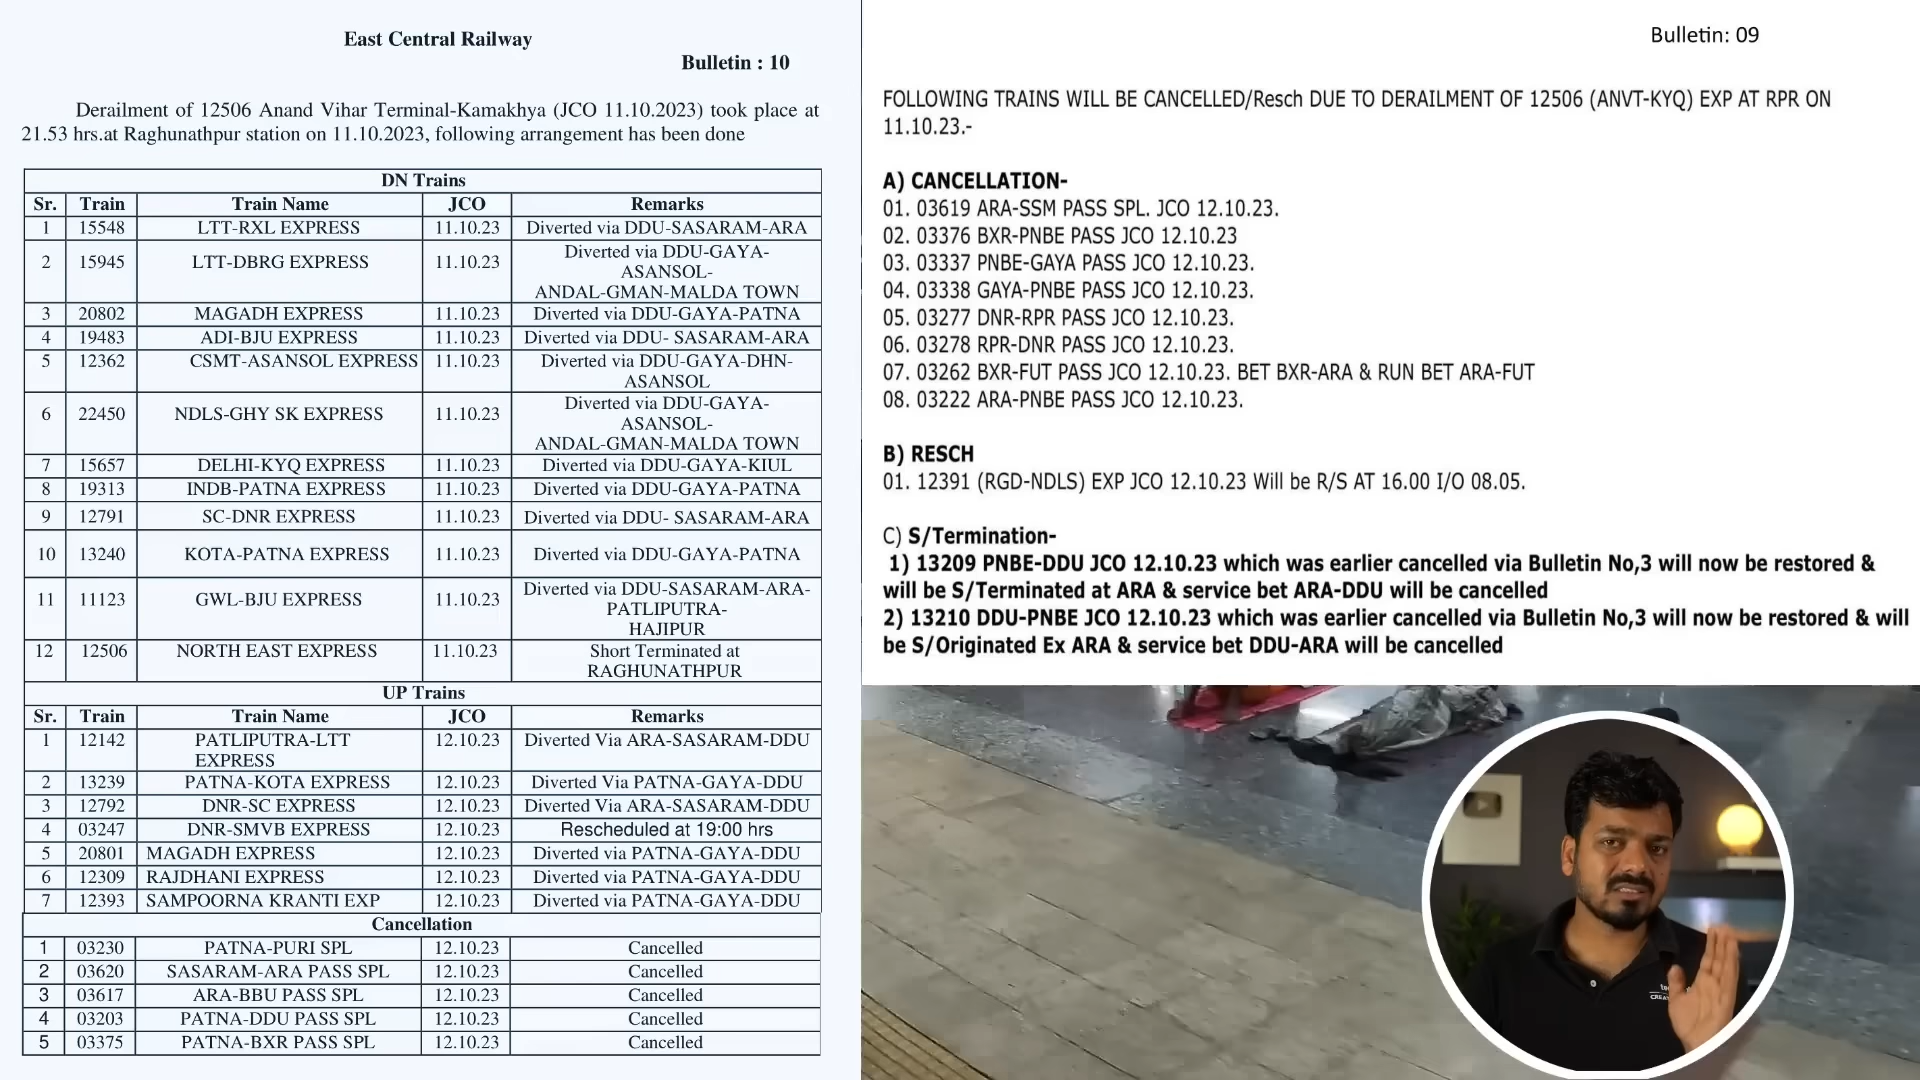 East Central Railway
Bulletin : 10
Derailment of 12506 Anand Vihar Terminal-Kamakhya (JCO 11.10.2023) took place at
21.53 hrs.at Raghunathpur station on 11.10.2023, following arrangement has been done
DN Trains
Sr. Train Train Name JCO Remarks
1 15548 LTT-RXL EXPRESS 11.10.23 Diverted via DDU-SASARAM-ARA
2 15945 LTT-DBRG EXPRESS 11.10.23 Diverted via DDU-GAYA-
ASANSOL-
ANDAL-GMAN-MALDA TOWN
3 20802 MAGADH EXPRESS 11.10.23 Diverted via DDU-GAYA-PATNA
4 19483 ADI-BJU EXPRESS 11.10.23 Diverted via DDU- SASARAM-ARA
5 12362 CSMT-ASANSOL EXPRESS 11.10.23 Diverted via DDU-GAYA-DHN-
ASANSOL
6 22450 NDLS-GHY SK EXPRESS 11.10.23 Diverted via DDU-GAYA-
ASANSOL-
ANDAL-GMAN-MALDA TOWN
7 15657 DELHI-KYQ EXPRESS 11.10.23 Diverted via DDU-GAYA-KIUL
8 19313 INDB-PATNA EXPRESS 11.10.23 Diverted via DDU-GAYA-PATNA
9 12791 SC-DNR EXPRESS 11.10.23 Diverted via DDU- SASARAM-ARA
10 13240 KOTA-PATNA EXPRESS 11.10.23 Diverted via DDU-GAYA-PATNA
11 11123 GWL-BJU EXPRESS 11.10.23 Diverted via DDU-SASARAM-ARA-
PATLIPUTRA-
HAJIPUR
12 12506 NORTH EAST EXPRESS 11.10.23 Short Terminated at
RAGHUNATHPUR
UP Trains
Sr. Train Train Name JCO Remarks
1 12142 PATLIPUTRA-LTT 12.10.23 Diverted Via ARA-SASARAM-DDU
EXPRESS
2 13239 PATNA-KOTA EXPRESS 12.10.23 Diverted Via PATNA-GAYA-DDU
3 12792 DNR-SC EXPRESS 12.10.23 Diverted Via ARA-SASARAM-DDU
4 03247 DNR-SMVB EXPRESS 12.10.23 Rescheduled at 19:00 hrs
5 20801 MAGADH EXPRESS 12.10.23 Diverted via PATNA-GAYA-DDU
6 12309 RAJDHANI EXPRESS 12.10.23 Diverted via PATNA-GAYA-DDU
7 12393 SAMPOORNA KRANTI EXP 12.10.23 Diverted via PATNA-GAYA-DDU
Cancellation
1 03230 PATNA-PURI SPL 12.10.23 Cancelled
2 03620 SASARAM-ARA PASS SPL 12.10.23 Cancelled
3 03617 ARA-BBU PASS SPL 12.10.23 Cancelled
4 03203 PATNA-DDU PASS SPL 12.10.23 Cancelled
5 03375 PATNA-BXR PASS SPL 12.10.23 Cancelled
Bulletin: 09
FOLLOWING TRAINS WILL BE CANCELLED/Resch DUE TO DERAILMENT OF 12506 (ANVT-KYQ) EXP AT RPR ON
11.10.23.-
A) CANCELLATION-
01. 03619 ARA-SSM PASS SPL. JCO 12.10.23.
02. 03376 BXR-PNBE PASS JCO 12.10.23
03. 03337 PNBE-GAYA PASS JCO 12.10.23.
04. 03338 GAYA-PNBE PASS JCO 12.10.23.
05. 03277 DNR-RPR PASS JCO 12.10.23.
06. 03278 RPR-DNR PASS JCO 12.10.23.
07. 03262 BXR-FUT PASS JCO 12.10.23. BET BXR-ARA & RUN BET ARA-FUT
08. 03222 ARA-PNBE PASS JCO 12.10.23.
B) RESCH
01. 12391 (RGD-NDLS) EXP JCO 12.10.23 Will be R/S AT 16.00 I/O 08.05.
C) S/Termination-
1) 13209 PNBE-DDU JCO 12.10.23 which was earlier cancelled via Bulletin No,3 will now be restored &
will be S/Terminated at ARA & service bet ARA-DDU will be cancelled
2) 13210 DDU-PNBE JCO 12.10.23 which was earlier cancelled via Bulletin No,3 will now be restored & will
be S/Originated Ex ARA & service bet DDU-ARA will be cancelled